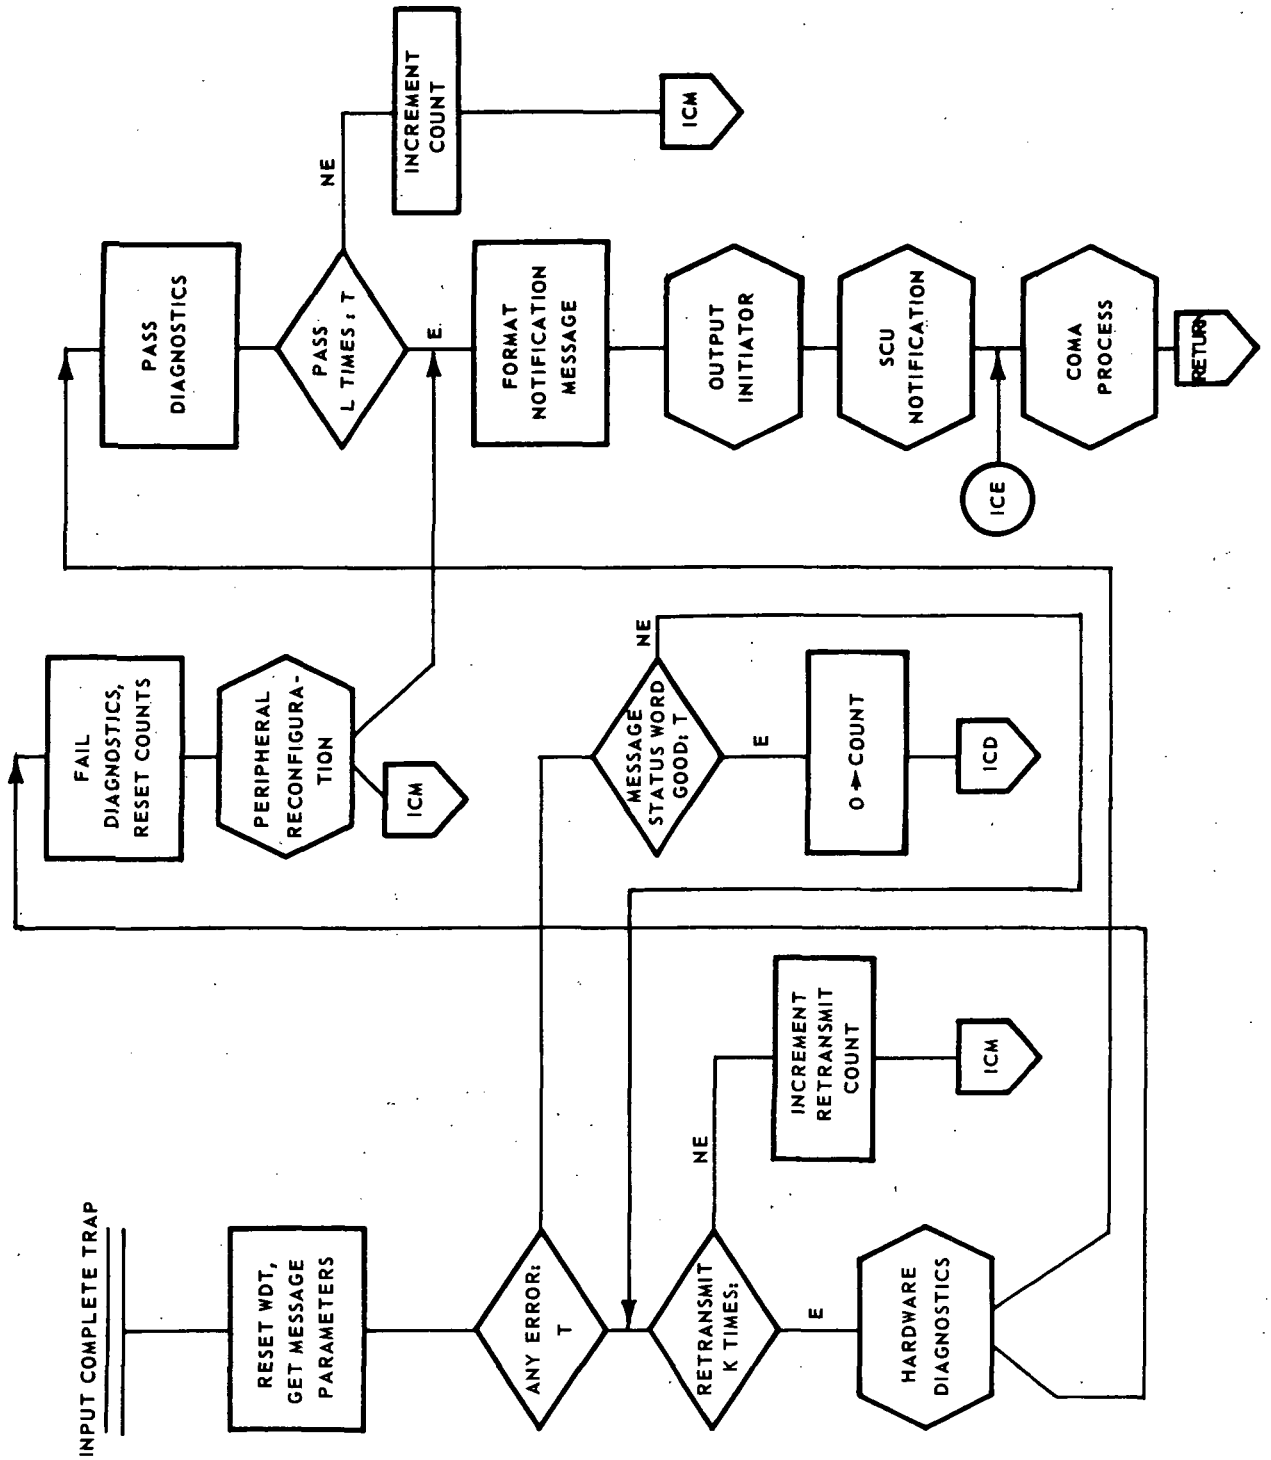 INPUT COMPLETE TRAP
RESET WDT,
GET MESSAGE
PARAMETERS
ANY ERROR:
T
RETRANSMIT
K TIMES:
NE
E
INCREMENT
RETRANSMIT
COUNT
ICM
HARDWARE
DIAGNOSTICS
FAIL
DIAGNOSTICS,
RESET COUNTS
PERIPHERAL
RECONFIGURA-
TION
ICM
MESSAGE
STATUS WORD
GOOD: T
NE
E
O COUNT
ICD
PASS
DIAGNOSTICS
PASS
L TIMES : T
NE
E
INCREMENT
COUNT
ICM
FORMAT
NOTIFICATION
MESSAGE
OUTPUT
INITIATOR
SCU
NOTIFICATION
ICE
COMA
PROCESS
RETURN